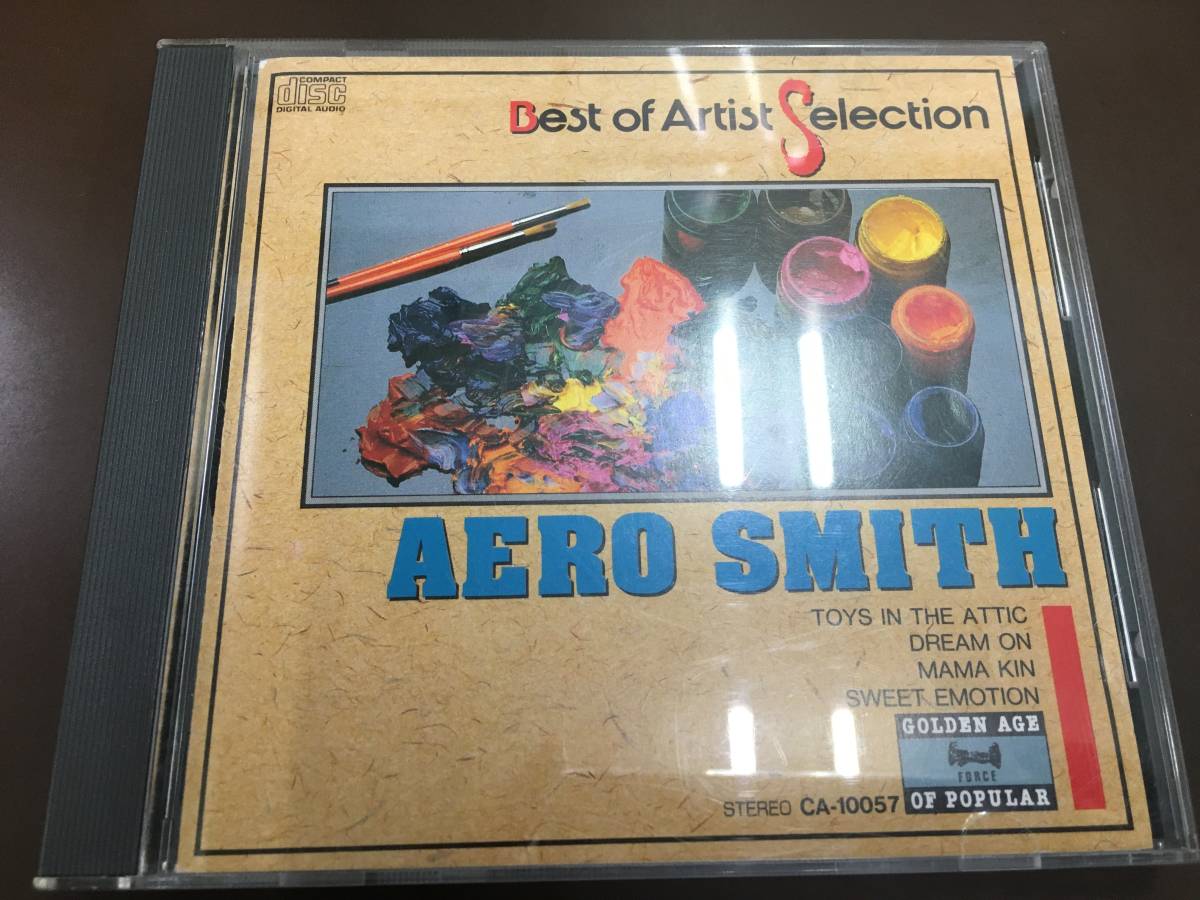 COMPACT
disc
DIGITAL AUDIO
Best of Artist Selection
AERO SMITH
TOYS IN THE ATTIC
DREAM ON
MAMA KIN
SWEET EMOTION
GOLDEN AGE
FORCE
OF POPULAR
STEREO CA-10057